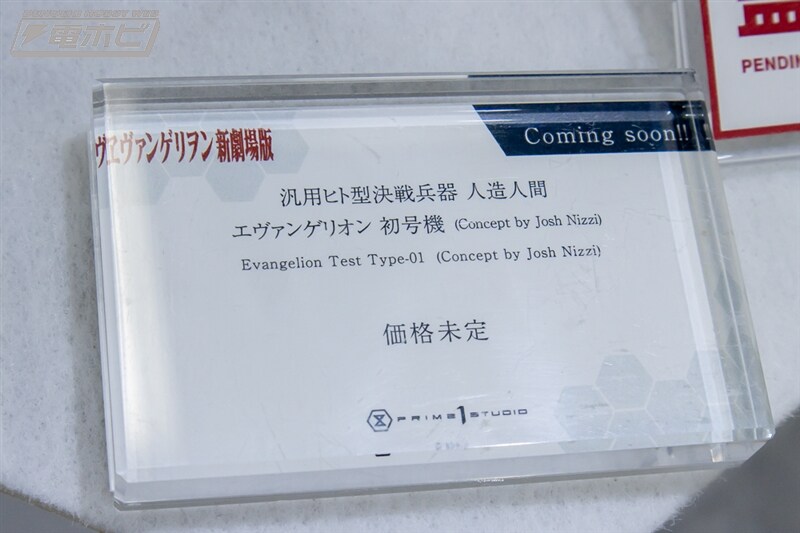 電ホビ
PENDIN
ヱヴァンゲリヲン新劇場版
Coming soon!!
汎用ヒト型決戦兵器 人造人間
エヴァンゲリオン 初号機 (Concept by Josh Nizzi)
Evangelion Test Type-01 (Concept by Josh Nizzi)
価格未定
PRIME 1 STUDIO